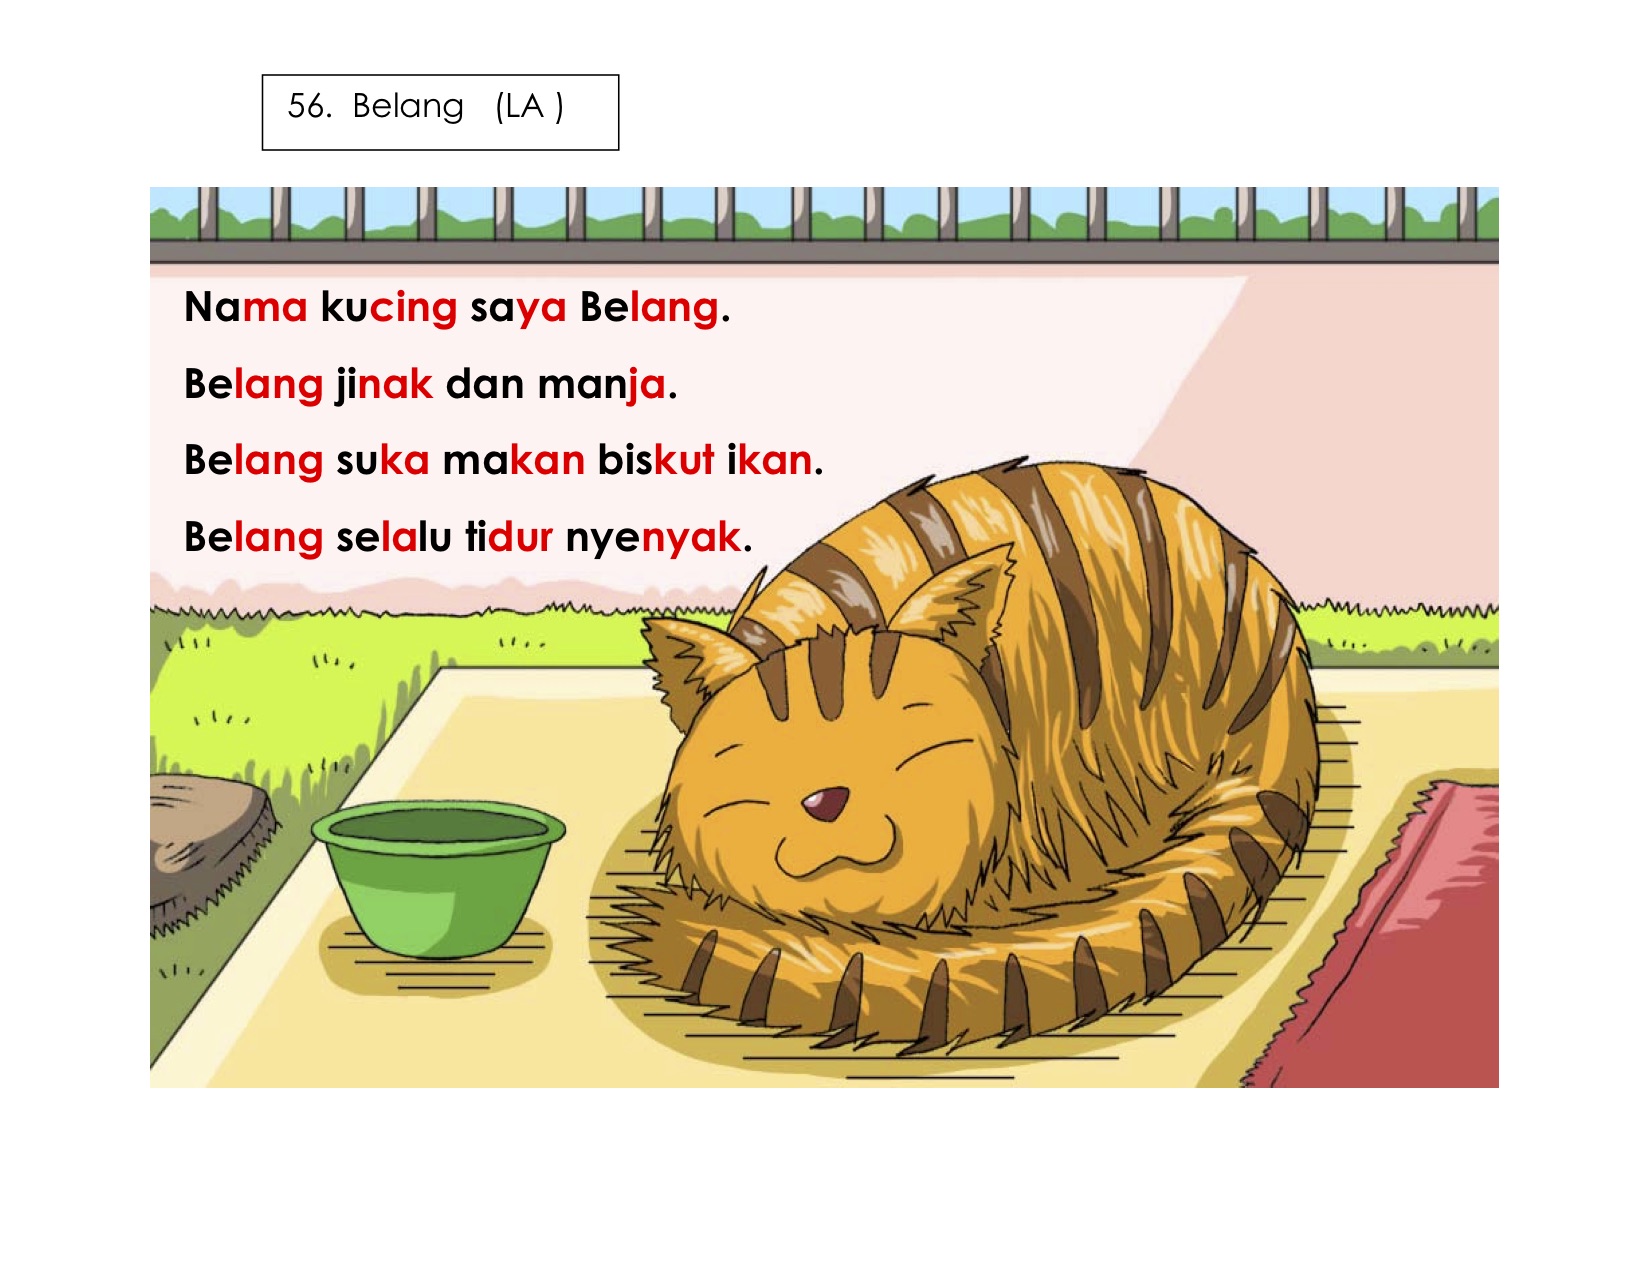 56. Belang (LA )
Nama kucing saya Belang.
Belang jinak dan manja.
Belang suka makan biskut ikan.
Belang selalu tidur nyenyak.